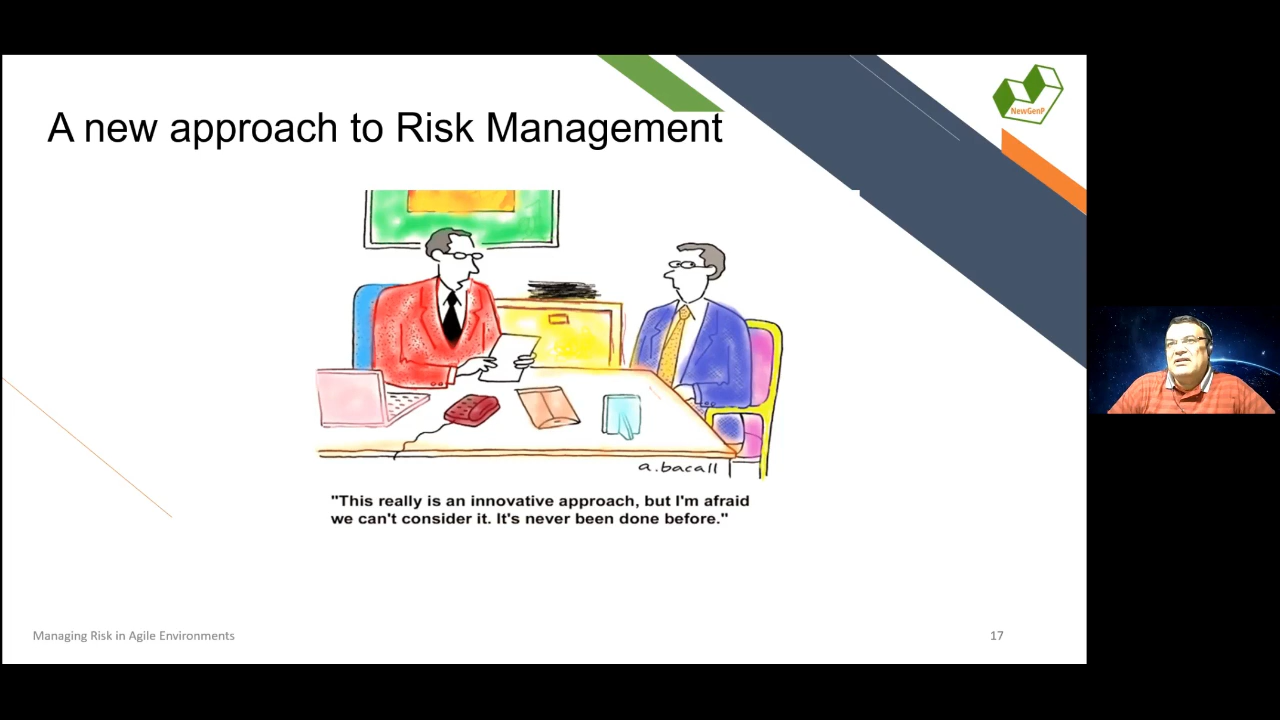 A new approach to Risk Management
NewGenP
a.bacall
"This really is an innovative approach, but I'm afraid
we can't consider it. It's never been done before."
Managing Risk in Agile Environments
17